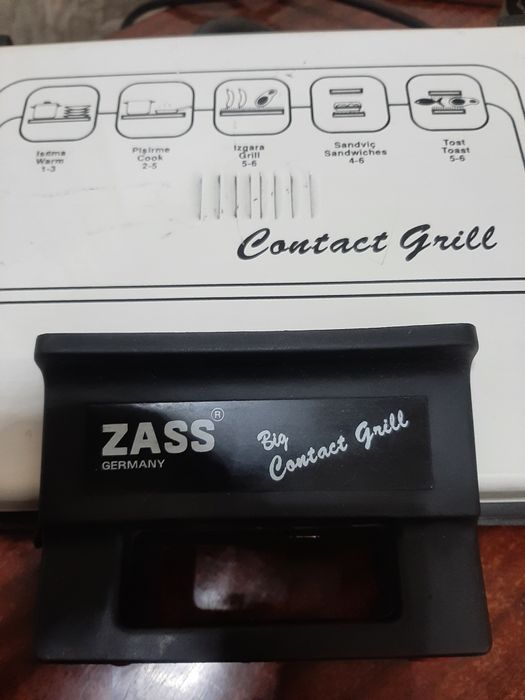 Isıtma
Warm
1-3
Pişirme
Cook
2-5
Izgara
Grill
5-6
Sandviç
Sandwiches
4-6
Tost
Toast
5-6
Contact Grill
ZASS®
GERMANY
Big
Contact Grill